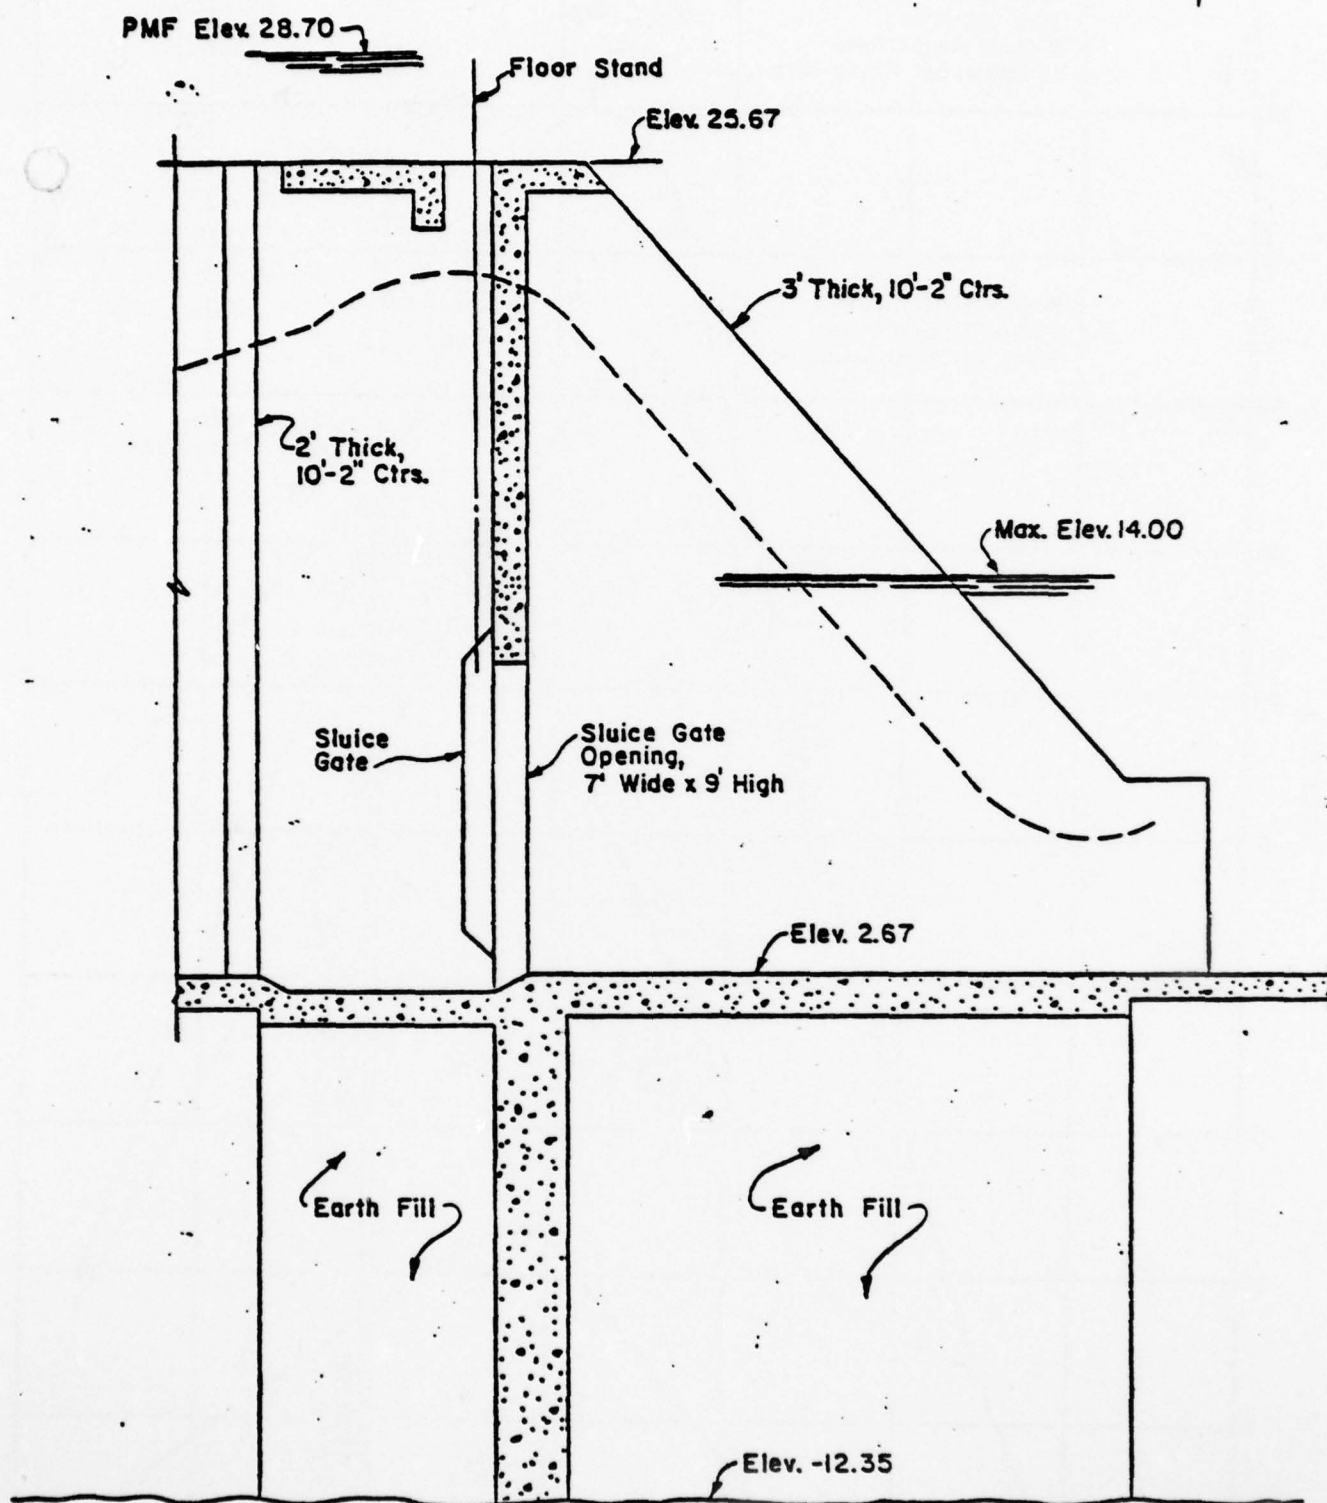 PMF Elev. 28.70
Floor Stand
Elev. 25.67
3' Thick, 10'-2" Ctrs.
2' Thick,
10'-2" Ctrs.
Max. Elev. 14.00
Sluice
Gate
Sluice Gate
Opening,
7' Wide x 9' High
Elev. 2.67
Earth Fill
Earth Fill
Elev. -12.35